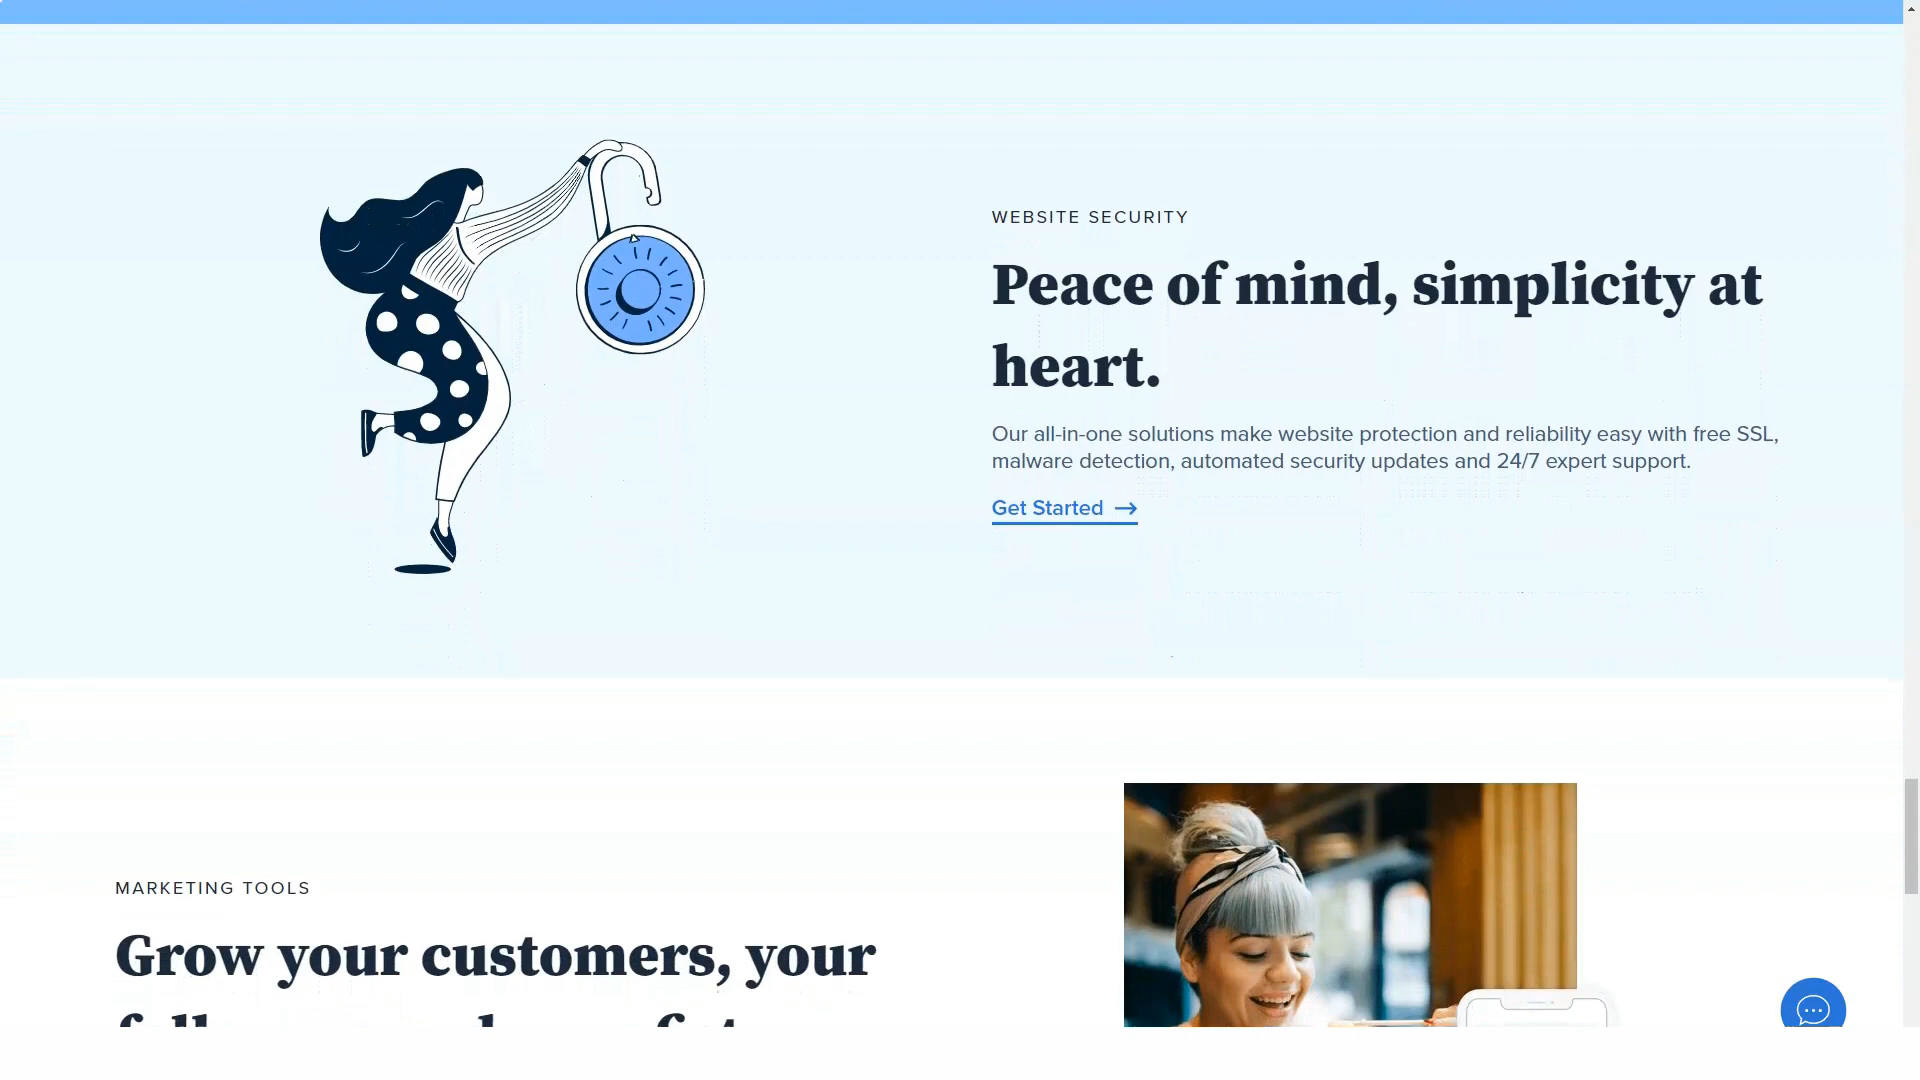 WEBSITE SECURITY
Peace of mind, simplicity at
heart.
Our all-in-one solutions make website protection and reliability easy with free SSL,
malware detection, automated security updates and 24/7 expert support.
Get Started
MARKETING TOOLS
Grow your customers, your